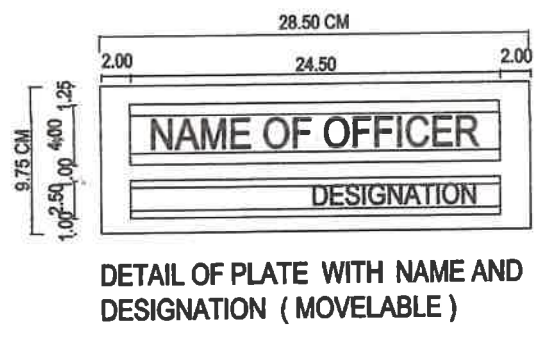 28.50 CM
2.00 24.50 2.00
9.75 CM
1.25
4.00
1.00
2.50
1.00
NAME OF OFFICER
DESIGNATION
DETAIL OF PLATE WITH NAME AND
DESIGNATION ( MOVELABLE )